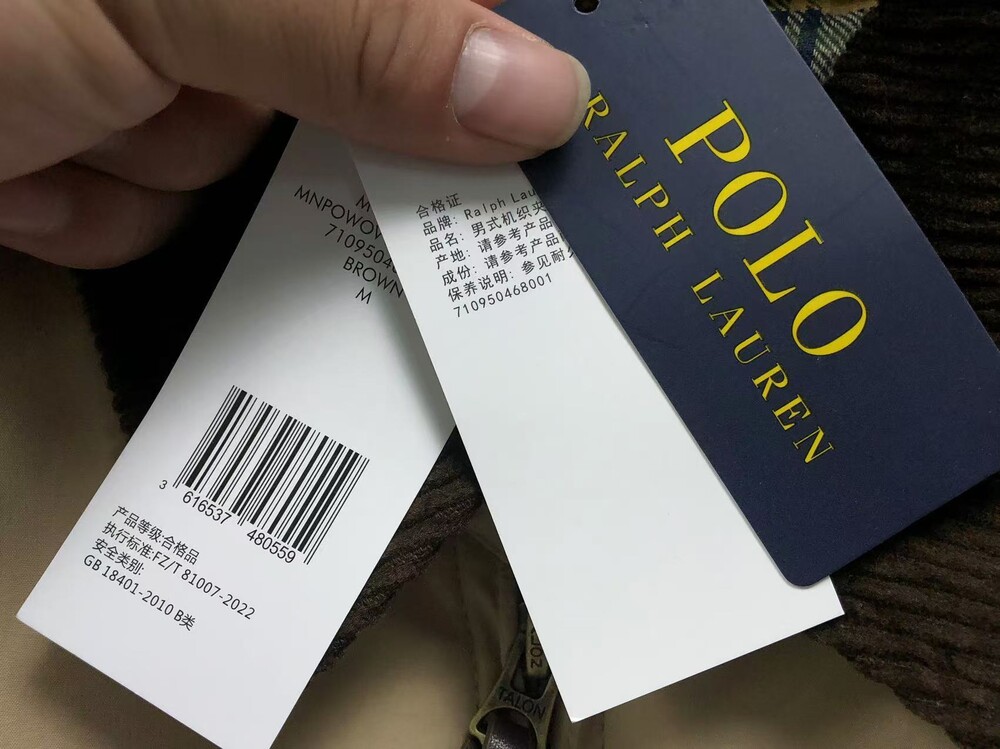 MNPOWOW
7109504
BROWN
M
3 616537 480559
产品等级:合格品
执行标准:FZ/T 81007-2022
安全类别:
GB 18401-2010 B类
合格证
品牌: Ralph Lau
品名: 男式机织夹
产地: 请参考产品
成份: 请参考产品
保养说明: 参见耐久
710950468001
POLO
RALPH LAUREN
TALON